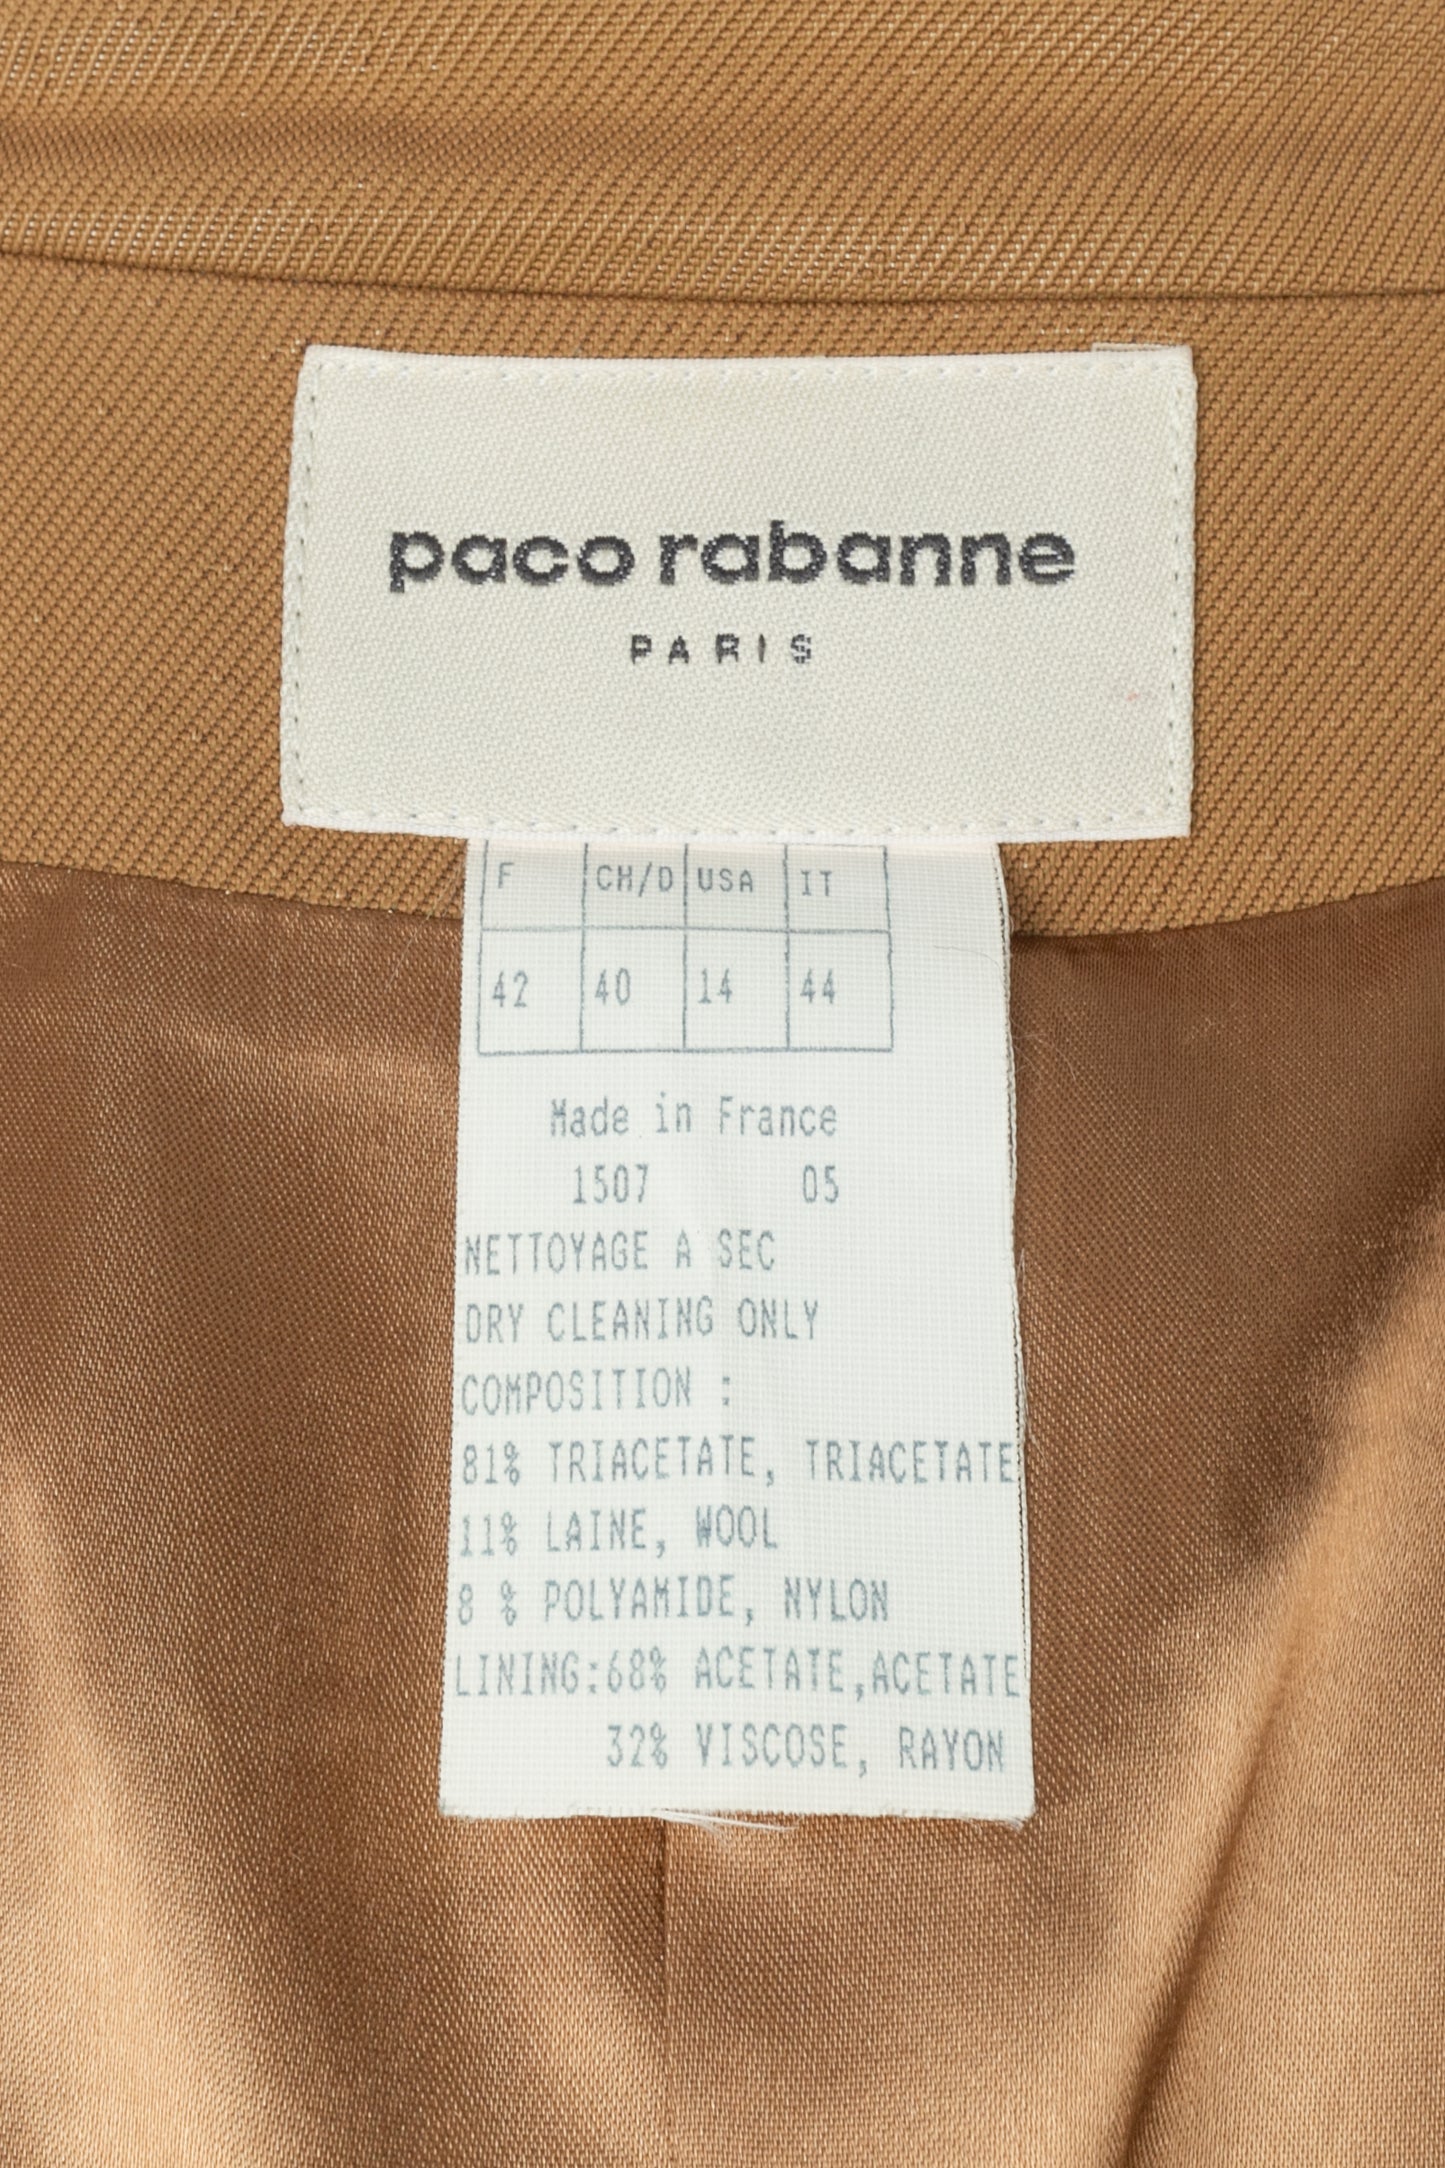 paco rabanne
PARIS
F CH/D USA IT
42 40 14 44
Made in France
1507 05
NETTOYAGE A SEC
DRY CLEANING ONLY
COMPOSITION :
81% TRIACETATE, TRIACETATE
11% LAINE, WOOL
8 % POLYAMIDE, NYLON
LINING:68% ACETATE,ACETATE
32% VISCOSE, RAYON